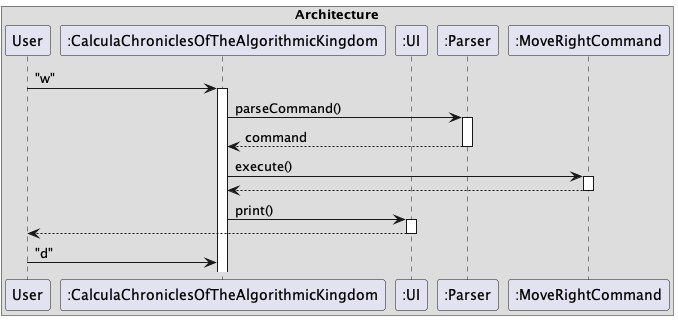 Architecture
User :CalculaChroniclesOfTheAlgorithmicKingdom :UI :Parser :MoveRightCommand
"w"
parseCommand()
command
execute()
print()
"d"
User :CalculaChroniclesOfTheAlgorithmicKingdom :UI :Parser :MoveRightCommand